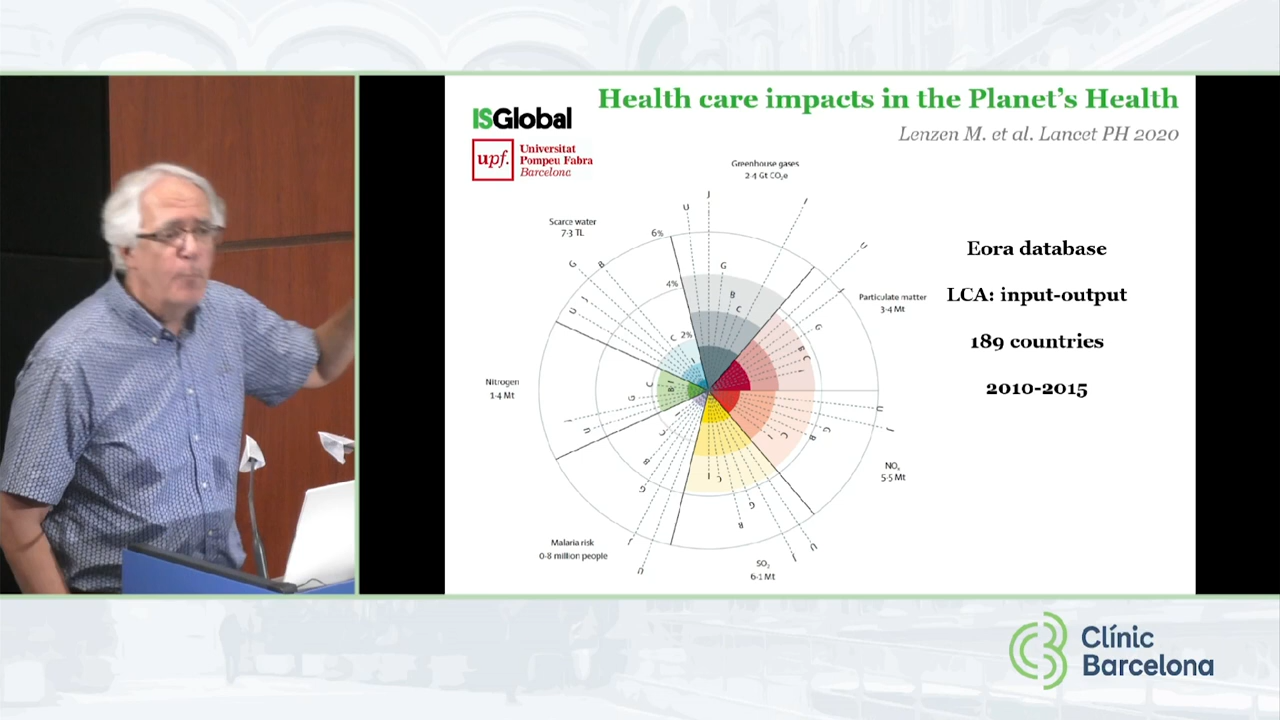 Health care impacts in the Planet's Health
Lenzen M. et al. Lancet PH 2020
ISGlobal
upf.
Universitat
Pompeu Fabra
Barcelona
Greenhouse gases
2·4 Gt CO₂e
Scarce water
7·3 TL
6%
4%
2%
Particulate matter
3·4 Mt
Nitrogen
1·4 Mt
NOₓ
5·5 Mt
Malaria risk
0·8 million people
SO₂
6·1 Mt
Eora database
LCA: input-output
189 countries
2010-2015
Clínic
Barcelona